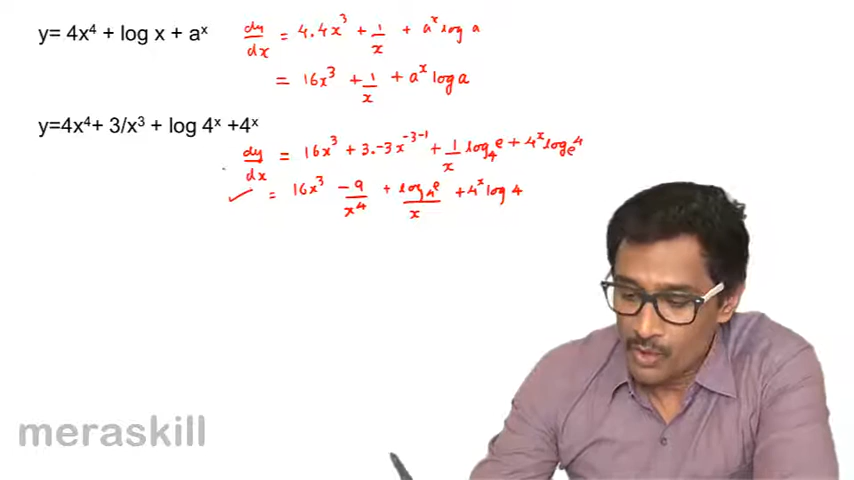 y= 4x⁴ + log x + aˣ dy/dx = 4.4x³ + 1/x + aˣ log a
= 16x³ + 1/x + aˣ log a
y=4x⁴+ 3/x³ + log 4ˣ +4ˣ
dy/dx = 16x³ + 3.-3x⁻³⁻¹ + 1/x log₄e + 4ˣ logₑ4
✓ = 16x³ - 9/x⁴ + log₄e/x + 4ˣ log 4
meraskill